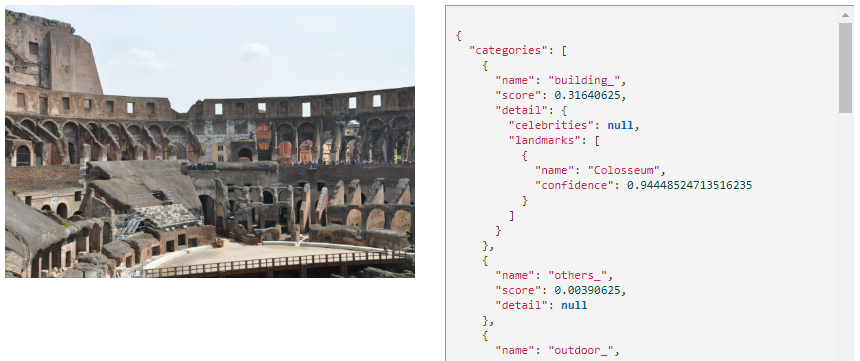 {
"categories": [
{
"name": "building_",
"score": 0.31640625,
"detail": {
"celebrities": null,
"landmarks": [
{
"name": "Colosseum",
"confidence": 0.94448524713516235
}
]
}
},
{
"name": "others_",
"score": 0.00390625,
"detail": null
},
{
"name": "outdoor_",